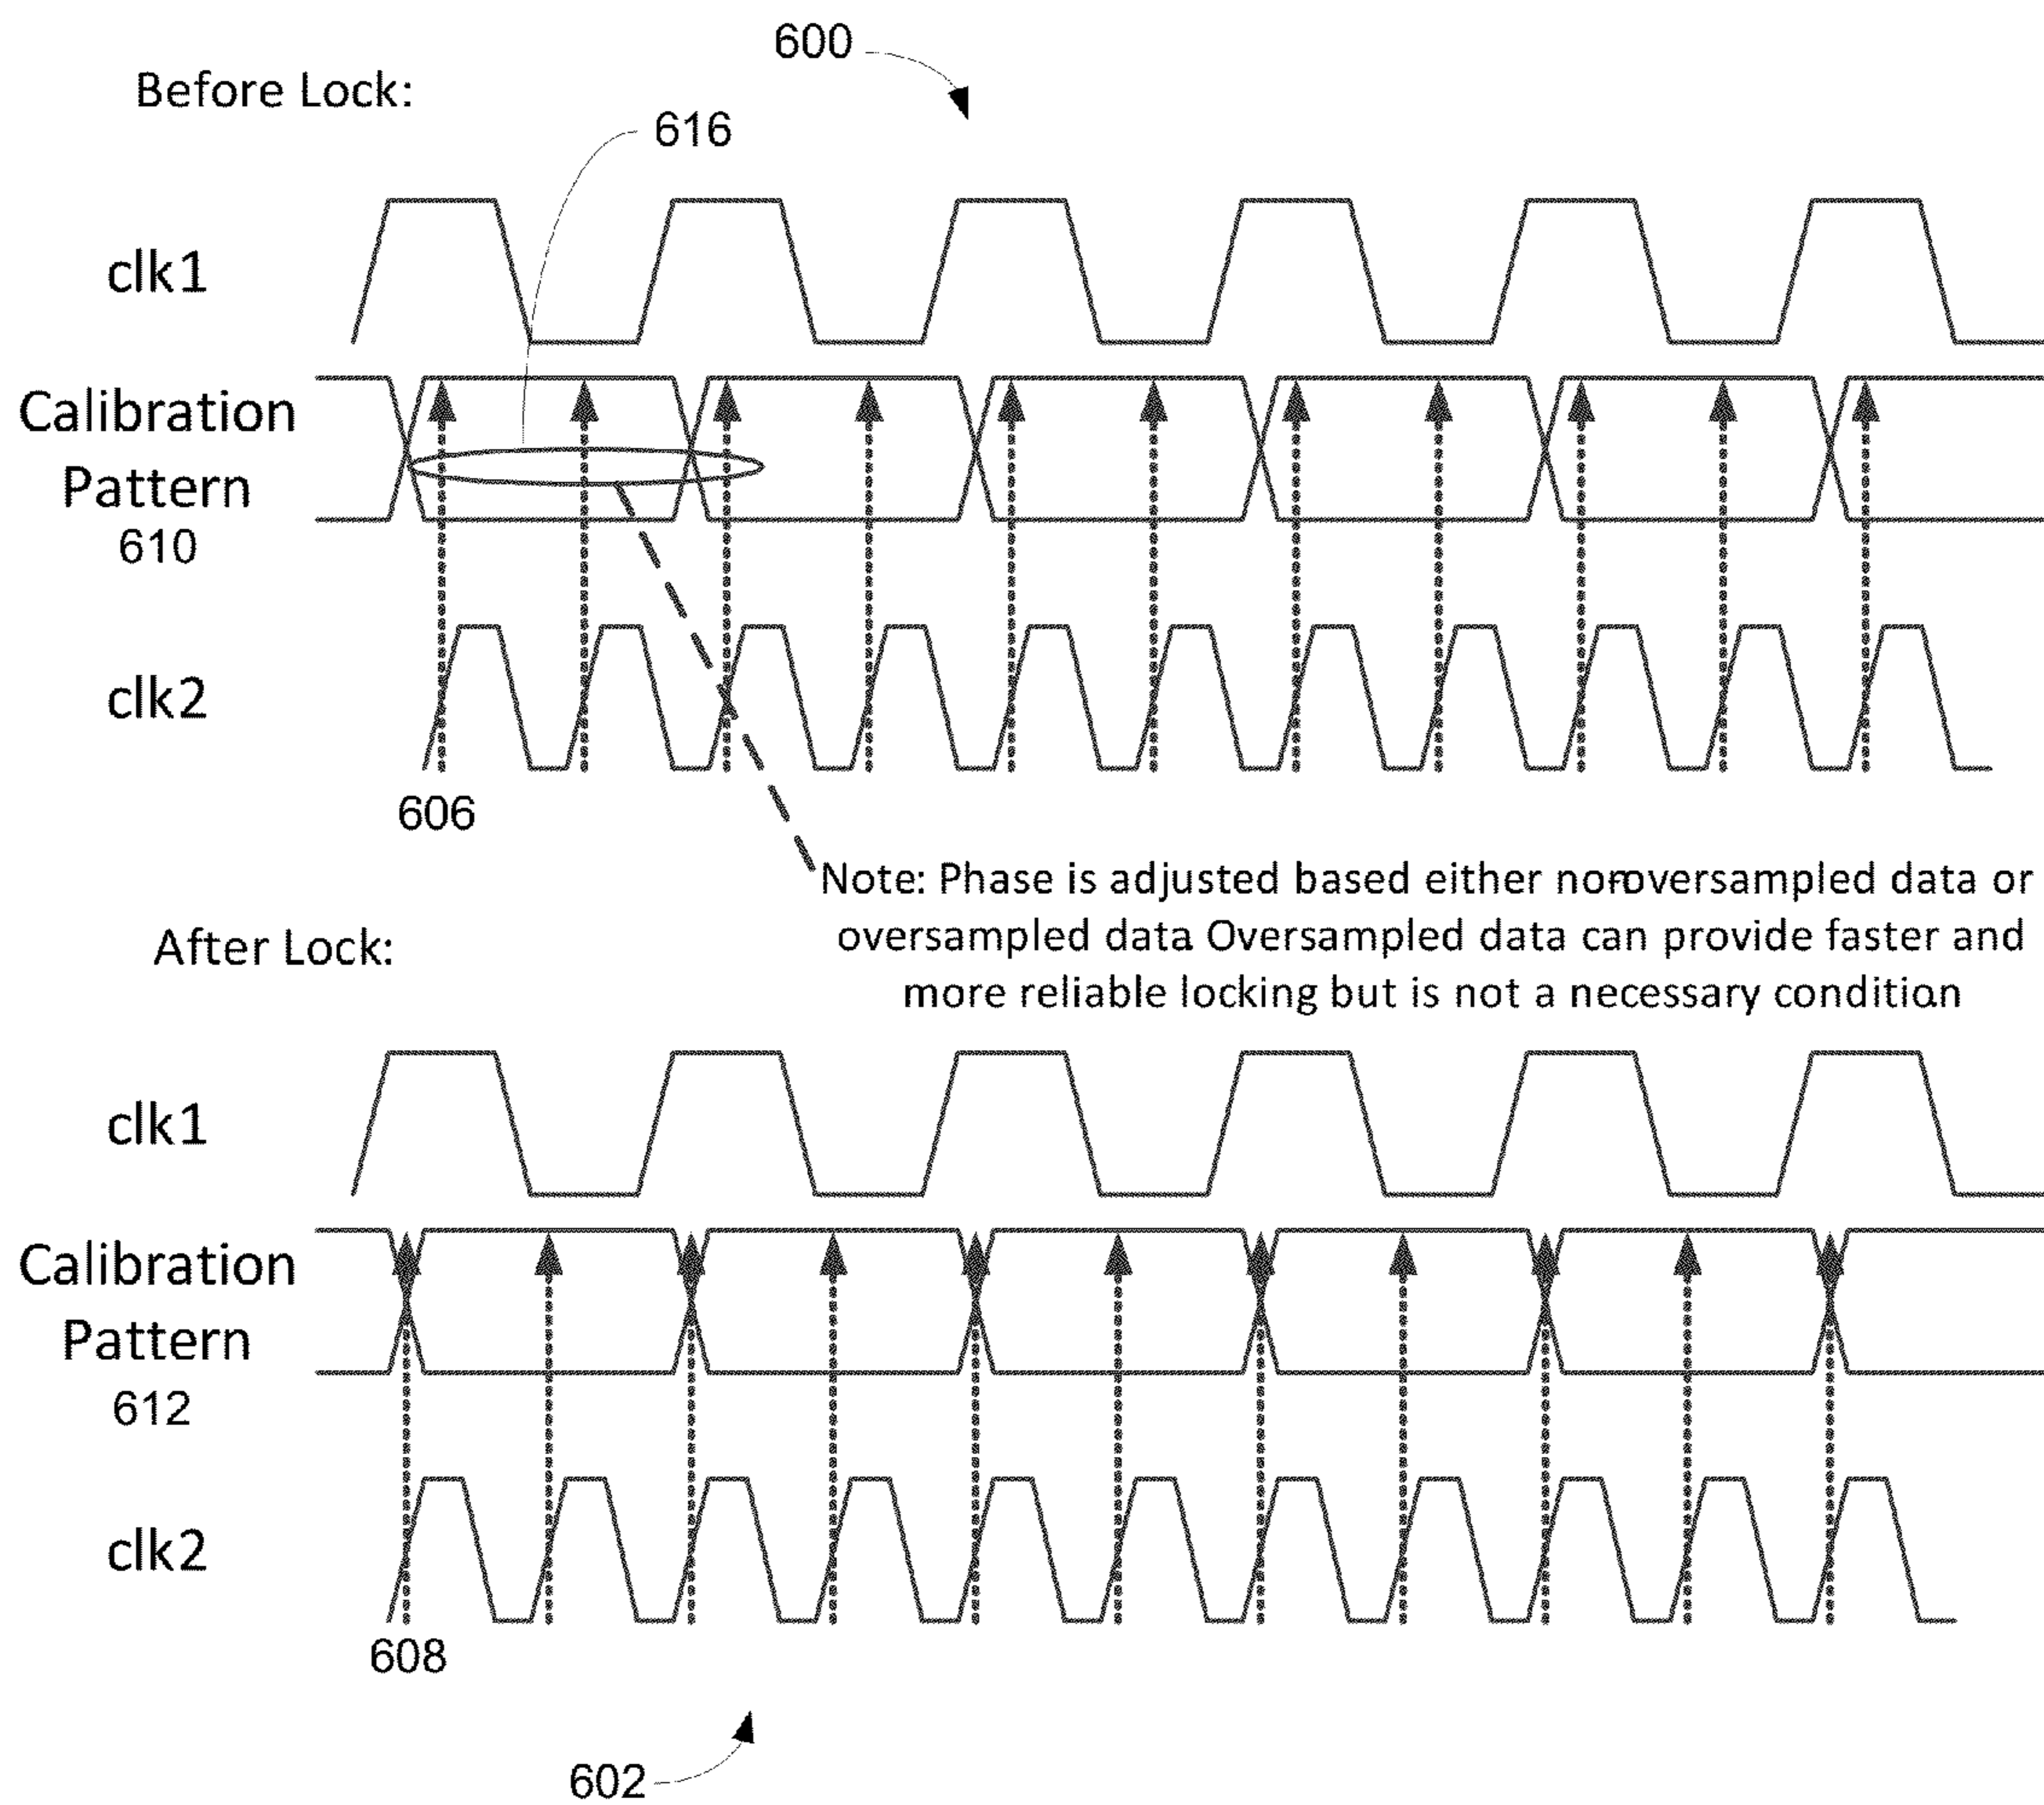 600
Before Lock:
616
clk1
Calibration
Pattern
610
clk2
606
Note: Phase is adjusted based either non-oversampled data or
oversampled data. Oversampled data can provide faster and
more reliable locking but is not a necessary condition
After Lock:
clk1
Calibration
Pattern
612
clk2
608
602